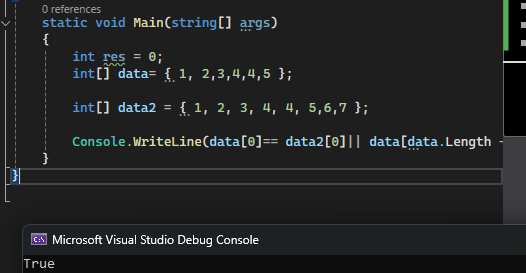 0 references
static void Main(string[] args)
{
int res = 0;
int[] data= { 1, 2,3,4,4,5 };
int[] data2 = { 1, 2, 3, 4, 4, 5,6,7 };
Console.WriteLine(data[0]== data2[0]|| data[data.Length -
}
}
C:\
Microsoft Visual Studio Debug Console
True